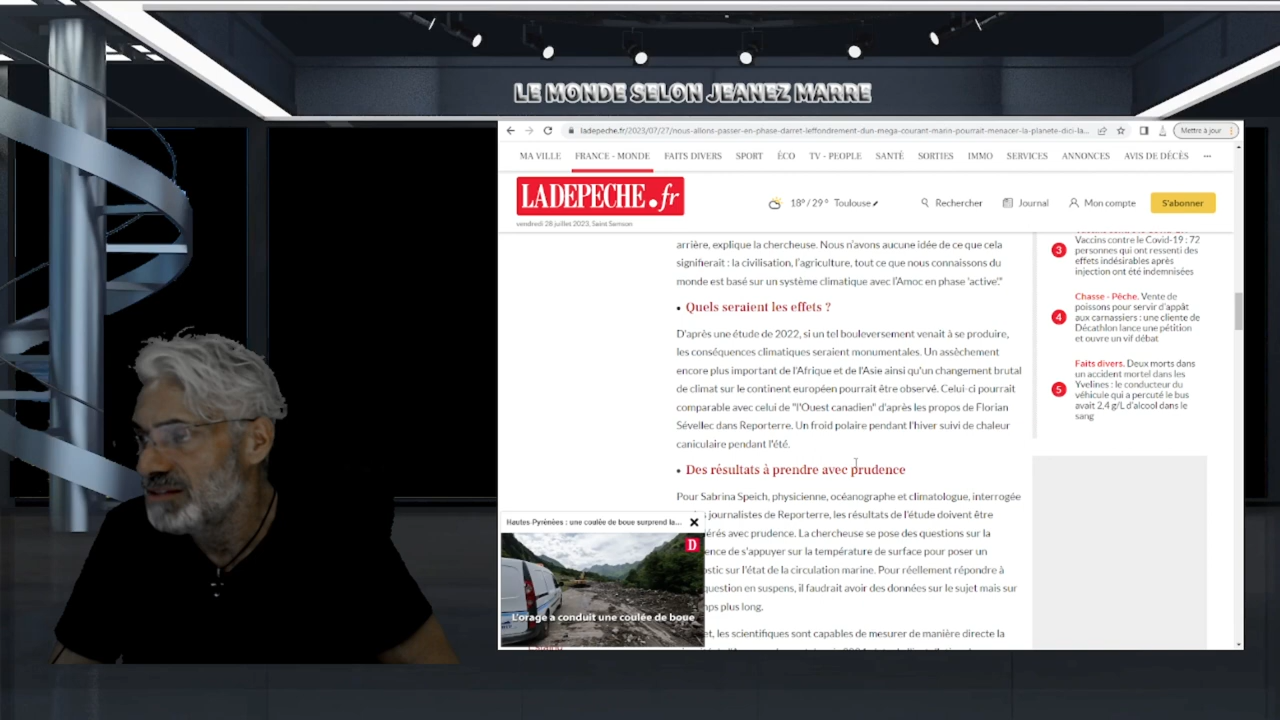 LE MONDE SELON JEANEZ MARRE
ladepeche.fr/2023/07/27/nous-allons-passer-en-phase-darret-leffondrement-dun-mega-courant-marin-pourrait-menacer-la-planete-dici-la...
Mettre à jour
MA VILLE FRANCE - MONDE FAITS DIVERS SPORT ÉCO TV - PEOPLE SANTÉ SORTIES IMMO SERVICES ANNONCES AVIS DE DÉCÈS ...
LADEPECHE.fr
18° / 29° Toulouse
Rechercher
Journal
Mon compte
S'abonner
vendredi 28 juillet 2023, Saint Samson
arrière, explique la chercheuse. Nous n'avons aucune idée de ce que cela
signifierait : la civilisation, l'agriculture, tout ce que nous connaissons du
monde est basé sur un système climatique avec l'Amoc en phase 'active'."
• Quels seraient les effets ?
D'après une étude de 2022, si un tel bouleversement venait à se produire,
les conséquences climatiques seraient monumentales. Un assèchement
encore plus important de l'Afrique et de l'Asie ainsi qu'un changement brutal
de climat sur le continent européen pourrait être observé. Celui-ci pourrait
comparable avec celui de "l'Ouest canadien" d'après les propos de Florian
Sévellec dans Reporterre. Un froid polaire pendant l'hiver suivi de chaleur
caniculaire pendant l'été.
• Des résultats à prendre avec prudence
Pour Sabrina Speich, physicienne, océanographe et climatologue, interrogée
journalistes de Reporterre, les résultats de l'étude doivent être
érés avec prudence. La chercheuse se pose des questions sur la
ence de s'appuyer sur la température de surface pour poser un
ostic sur l'état de la circulation marine. Pour réellement répondre à
question en suspens, il faudrait avoir des données sur le sujet mais sur
mps plus long.
et, les scientifiques sont capables de mesurer de manière directe la
3
Vaccins contre le Covid-19 : 72
personnes qui ont ressenti des
effets indésirables après
injection ont été indemnisées
4
Chasse - Pêche. Vente de
poissons pour servir d'appât
aux carnassiers : une cliente de
Décathlon lance une pétition
et ouvre un vif débat
5
Faits divers. Deux morts dans
un accident mortel dans les
Yvelines : le conducteur du
véhicule qui a percuté le bus
avait 2,4 g/L d'alcool dans le
sang
Hautes-Pyrénées : une coulée de boue surprend la...
D
L'orage a conduit une coulée de boue